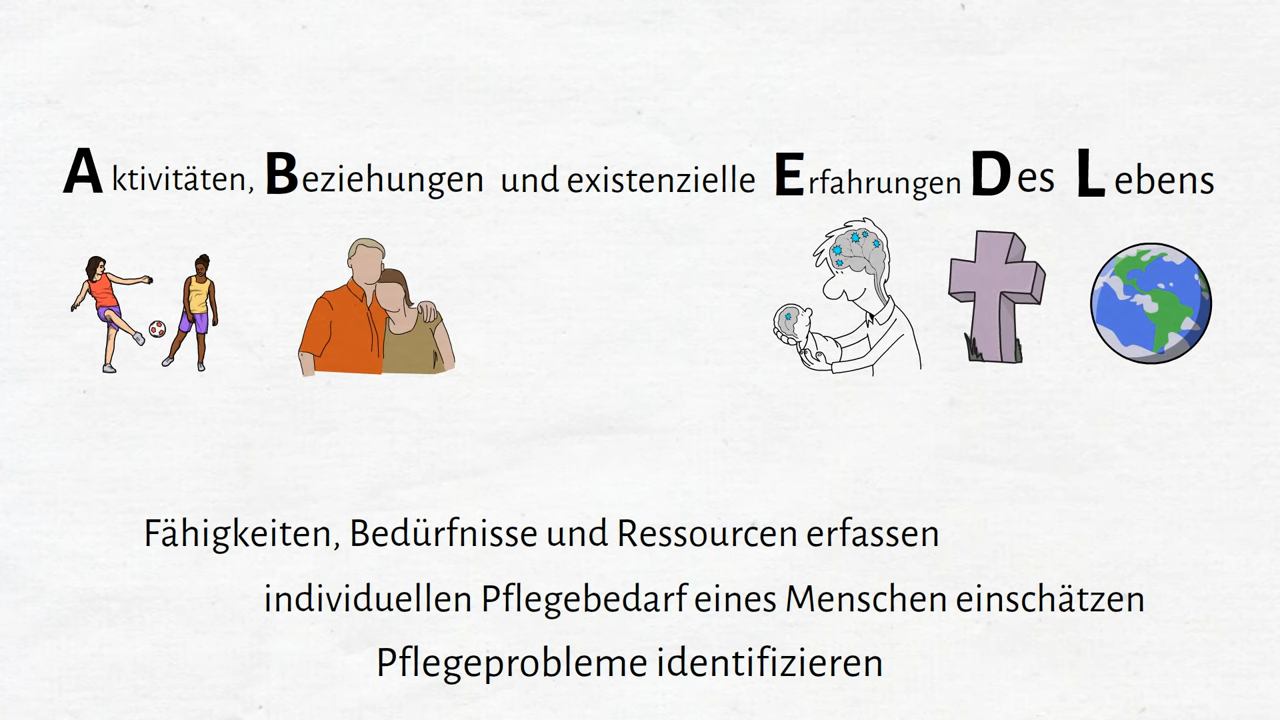 Aktivitäten, Beziehungen und existenzielle Erfahrungen Des Lebens
Fähigkeiten, Bedürfnisse und Ressourcen erfassen
individuellen Pflegebedarf eines Menschen einschätzen
Pflegeprobleme identifizieren